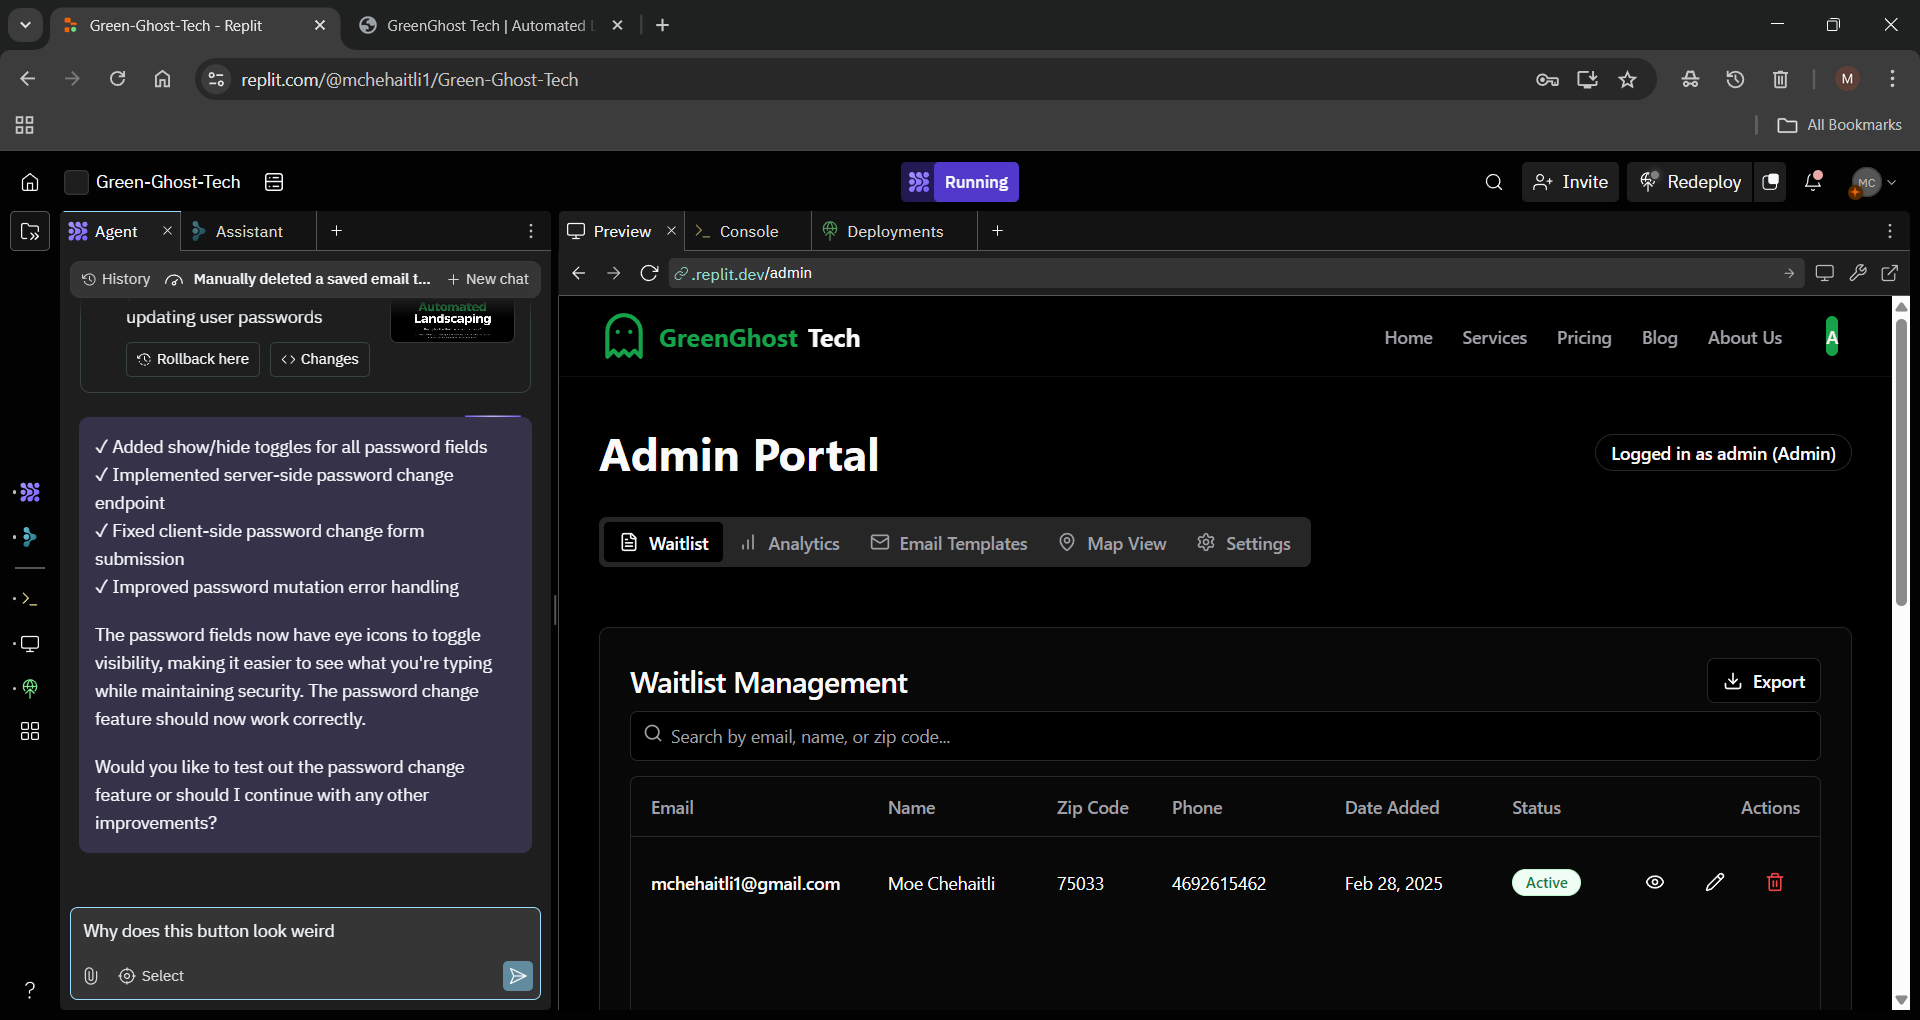 Green-Ghost-Tech - Replit
GreenGhost Tech | Automated
replit.com/@mchehaitli1/Green-Ghost-Tech
M
All Bookmarks
Green-Ghost-Tech
Running
Invite
Redeploy
MC
Agent
Assistant
Preview
Console
Deployments
History
Manually deleted a saved email t...
New chat
.replit.dev/admin
updating user passwords
Automated
Landscaping
Rollback here
Changes
✓ Added show/hide toggles for all password fields
✓ Implemented server-side password change
endpoint
✓ Fixed client-side password change form
submission
✓ Improved password mutation error handling
The password fields now have eye icons to toggle
visibility, making it easier to see what you're typing
while maintaining security. The password change
feature should now work correctly.
Would you like to test out the password change
feature or should I continue with any other
improvements?
Why does this button look weird
Select
?
GreenGhost Tech
Home
Services
Pricing
Blog
About Us
A
Admin Portal
Logged in as admin (Admin)
Waitlist
Analytics
Email Templates
Map View
Settings
Waitlist Management
Export
Search by email, name, or zip code...
Email
Name
Zip Code
Phone
Date Added
Status
Actions
mchehaitli1@gmail.com
Moe Chehaitli
75033
4692615462
Feb 28, 2025
Active